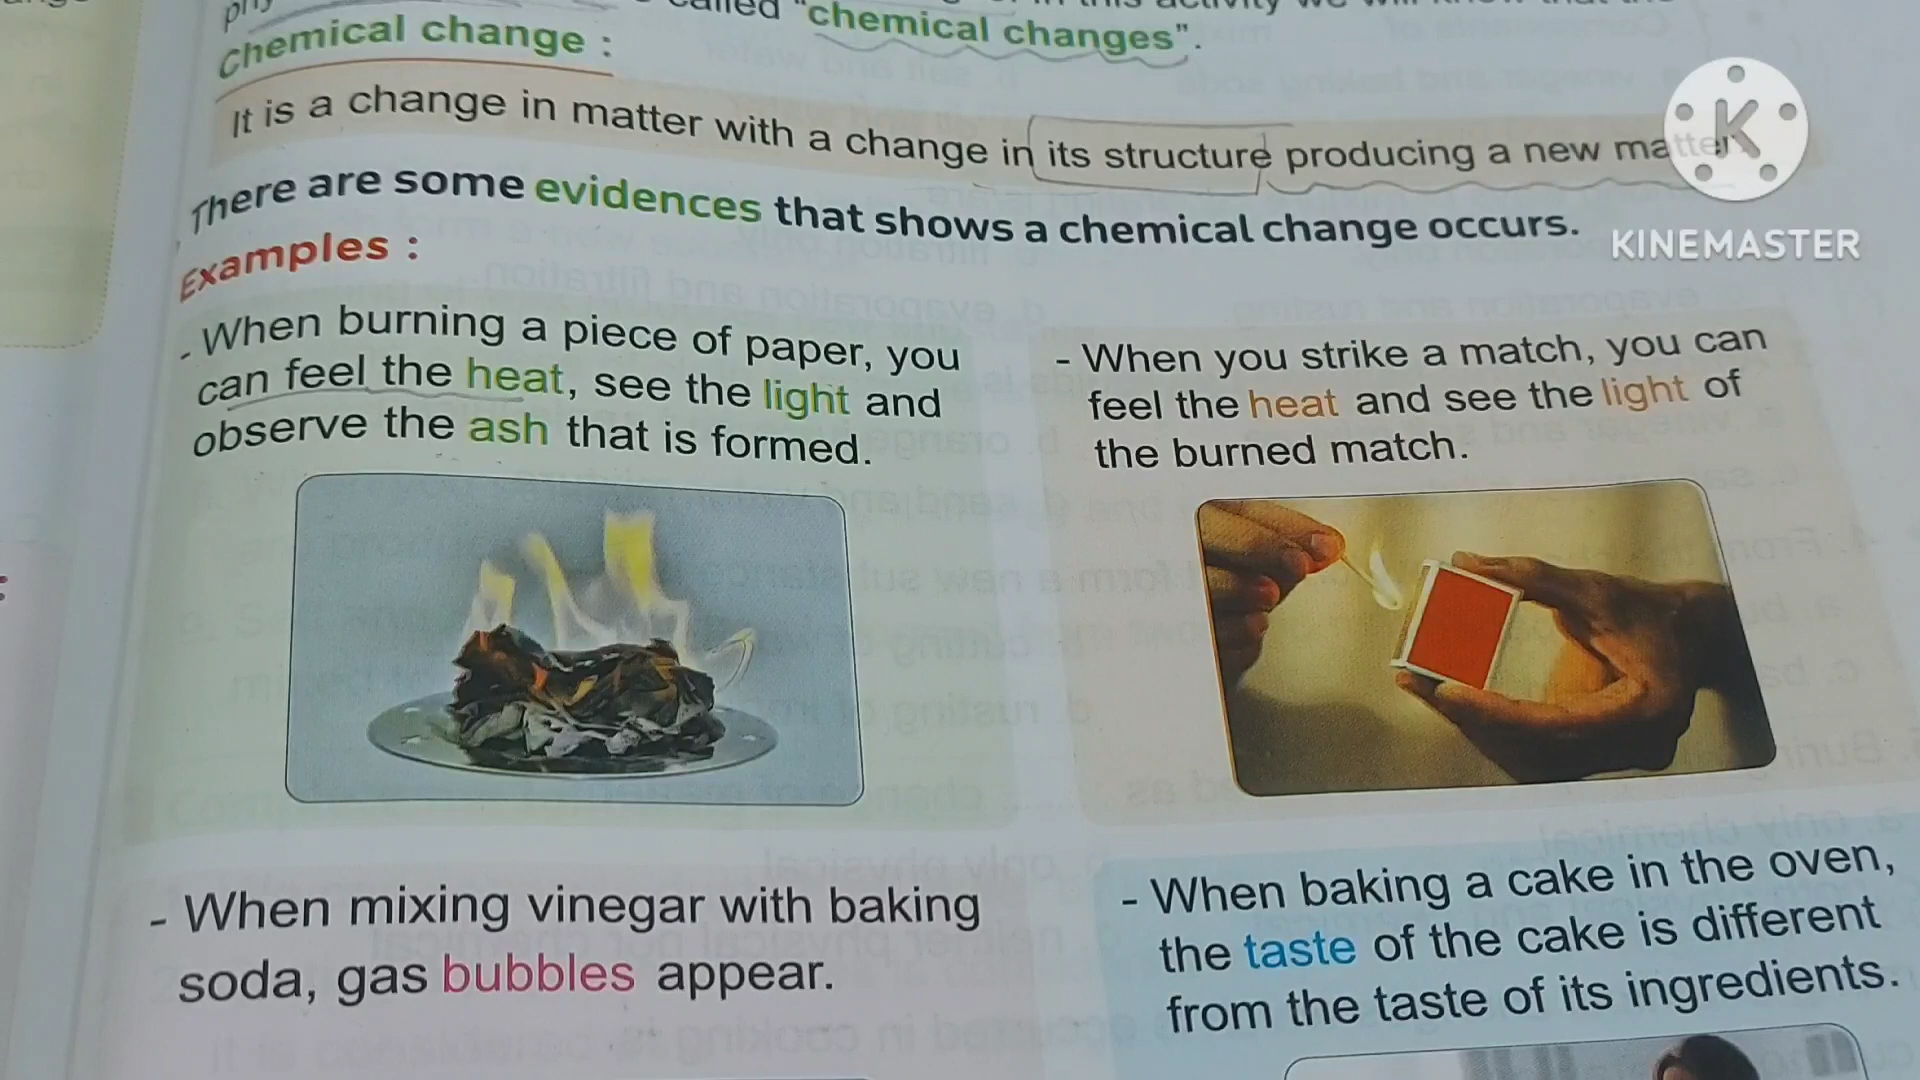 called "chemical changes".
Chemical change :
It is a change in matter with a change in its structure producing a new matter
There are some evidences that shows a chemical change occurs.
Examples :
- When burning a piece of paper, you
can feel the heat, see the light and
observe the ash that is formed.
- When you strike a match, you can
feel the heat and see the light of
the burned match.
- When mixing vinegar with baking
soda, gas bubbles appear.
- When baking a cake in the oven,
the taste of the cake is different
from the taste of its ingredients.
K
KINEMASTER